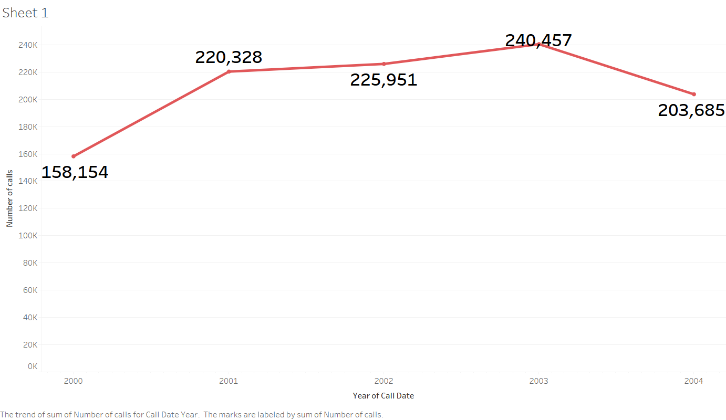 Sheet 1
240K
220K
200K
180K
160K
140K
120K
100K
80K
60K
40K
20K
0K
Number of calls
158,154
220,328
225,951
240,457
203,685
2000 2001 2002 2003 2004
Year of Call Date
The trend of sum of Number of calls for Call Date Year. The marks are labeled by sum of Number of calls